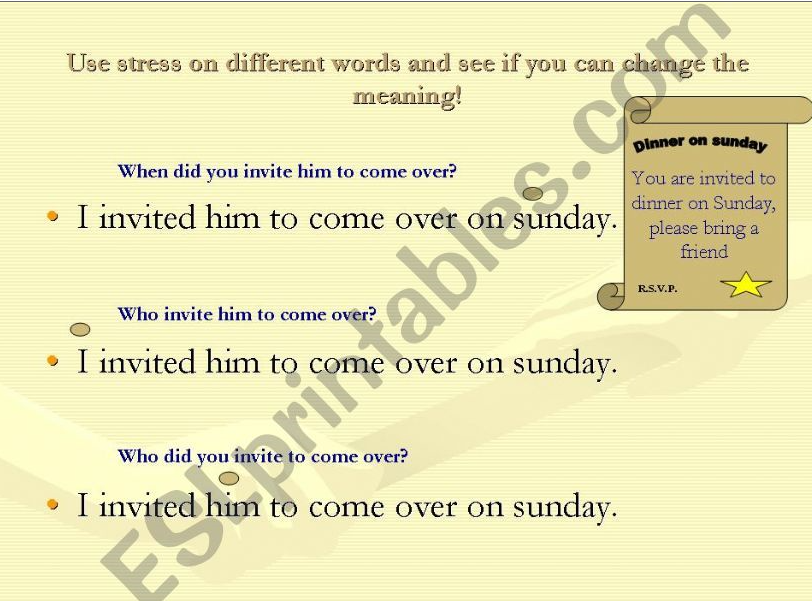 Use stress on different words and see if you can change the
meaning!
When did you invite him to come over?
• I invited him to come over on sunday.
Who invite him to come over?
• I invited him to come over on sunday.
Who did you invite to come over?
• I invited him to come over on sunday.
Dinner on sunday
You are invited to
dinner on Sunday,
please bring a
friend
R.S.V.P.
ESLprintables.com